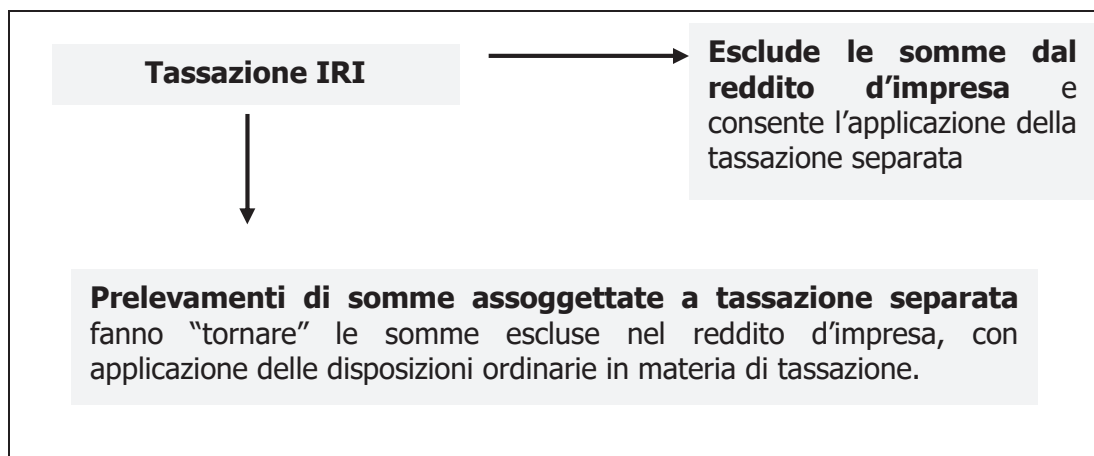 Tassazione IRI
Esclude le somme dal
reddito d’impresa e
consente l’applicazione della
tassazione separata
Prelevamenti di somme assoggettate a tassazione separata
fanno “tornare” le somme escluse nel reddito d’impresa, con
applicazione delle disposizioni ordinarie in materia di tassazione.